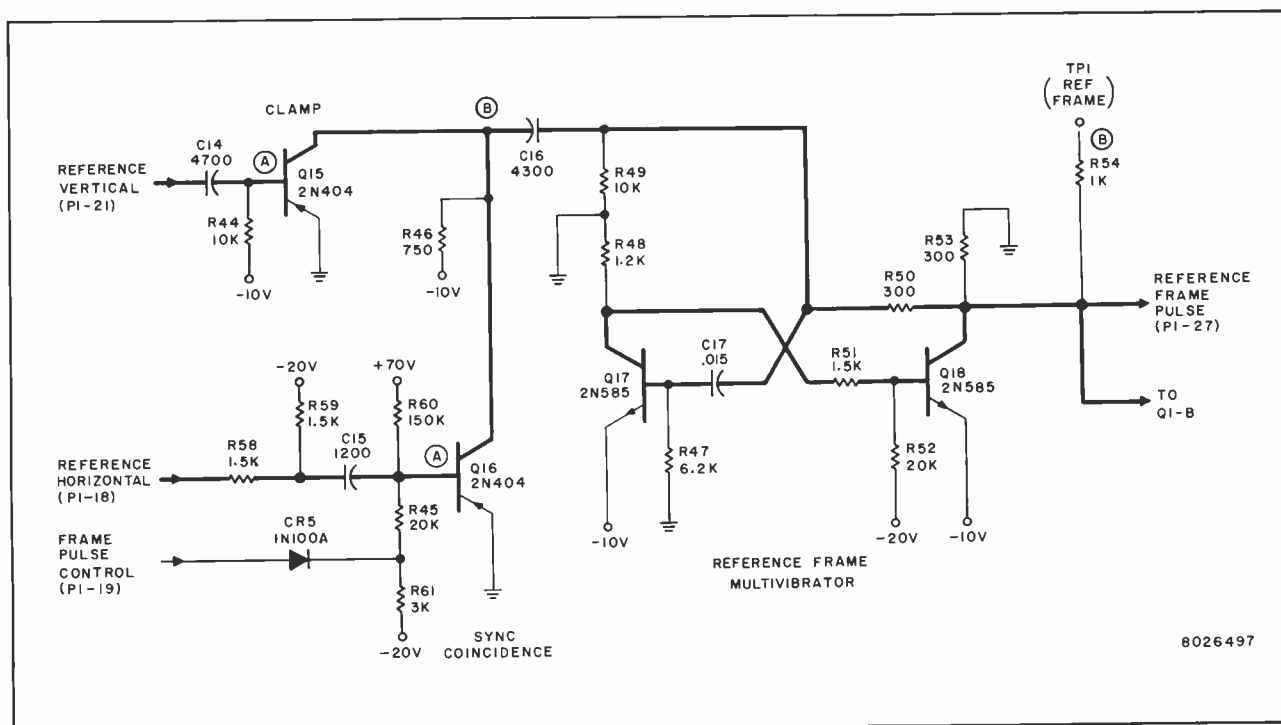 CLAMP
B
TP1
( REF
FRAME )
B
R54
1K
C14
4700
A
REFERENCE
VERTICAL
(P1-21)
Q15
2N404
R44
10K
-10V
C16
4300
R46
750
-10V
R49
10K
R48
1.2K
R53
300
R50
300
REFERENCE
FRAME
PULSE
(P1-27)
-20V
+70V
R59
1.5K
R60
150K
R58
1.5K
C15
1200
A
REFERENCE
HORIZONTAL
(P1-18)
Q16
2N404
Q17
2N585
C17
.015
R51
1.5K
Q18
2N585
TO
Q1-B
R47
6.2K
R52
20K
R45
20K
FRAME
PULSE
CONTROL
(P1-19)
CR5
1N100A
-10V
-20V
-10V
R61
3K
-20V
REFERENCE FRAME
MULTIVIBRATOR
SYNC
COINCIDENCE
8026497